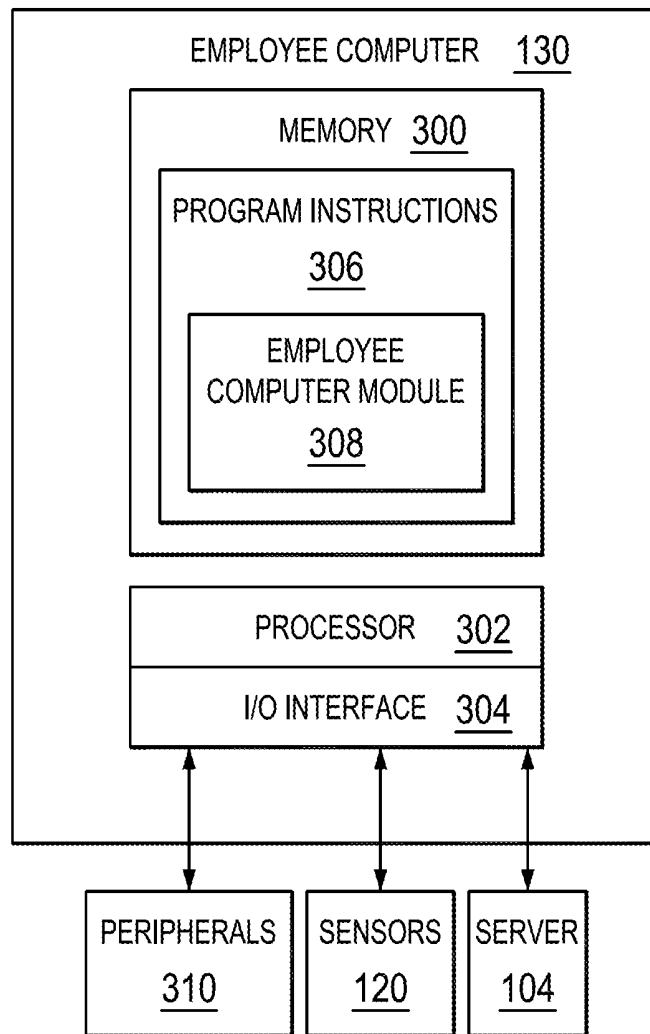 EMPLOYEE COMPUTER 130
MEMORY 300
PROGRAM INSTRUCTIONS
306
EMPLOYEE
COMPUTER MODULE
308
PROCESSOR 302
I/O INTERFACE 304
PERIPHERALS
310
SENSORS
120
SERVER
104